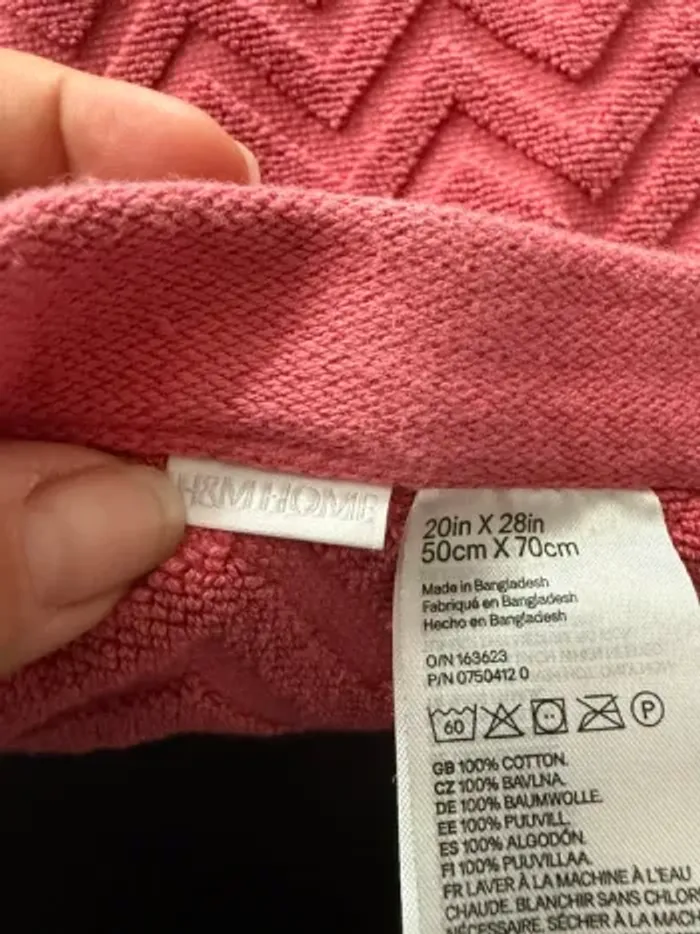 H&M HOME
20in X 28in
50cm X 70cm
Made in Bangladesh
Fabriqué en Bangladesh
Hecho en Bangladesh
O/N 163623
P/N 0750412 0
60 P
GB 100% COTTON.
CZ 100% BAVLNA.
DE 100% BAUMWOLLE.
EE 100% PUUVILL.
ES 100% ALGODÓN.
FI 100% PUUVILLAA.
FR LAVER À LA MACHINE À L'EAU
CHAUDE. BLANCHIR SANS CHLOR
NÉCESSAIRE. SÉCHER À LA MACH